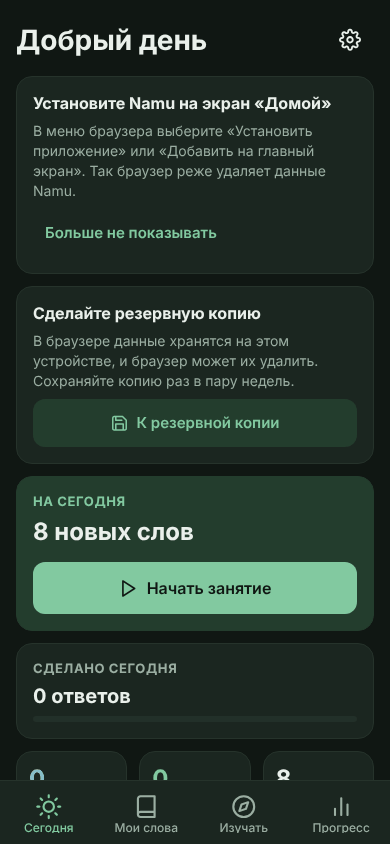 Добрый день
Установите Namu на экран «Домой»
В меню браузера выберите «Установить
приложение» или «Добавить на главный
экран». Так браузер реже удаляет данные
Namu.
Больше не показывать
Сделайте резервную копию
В браузере данные хранятся на этом
устройстве, и браузер может их удалить.
Сохраняйте копию раз в пару недель.
К резервной копии
НА СЕГОДНЯ
8 новых слов
Начать занятие
СДЕЛАНО СЕГОДНЯ
0 ответов
0 0 8
Сегодня Мои слова Изучать Прогресс